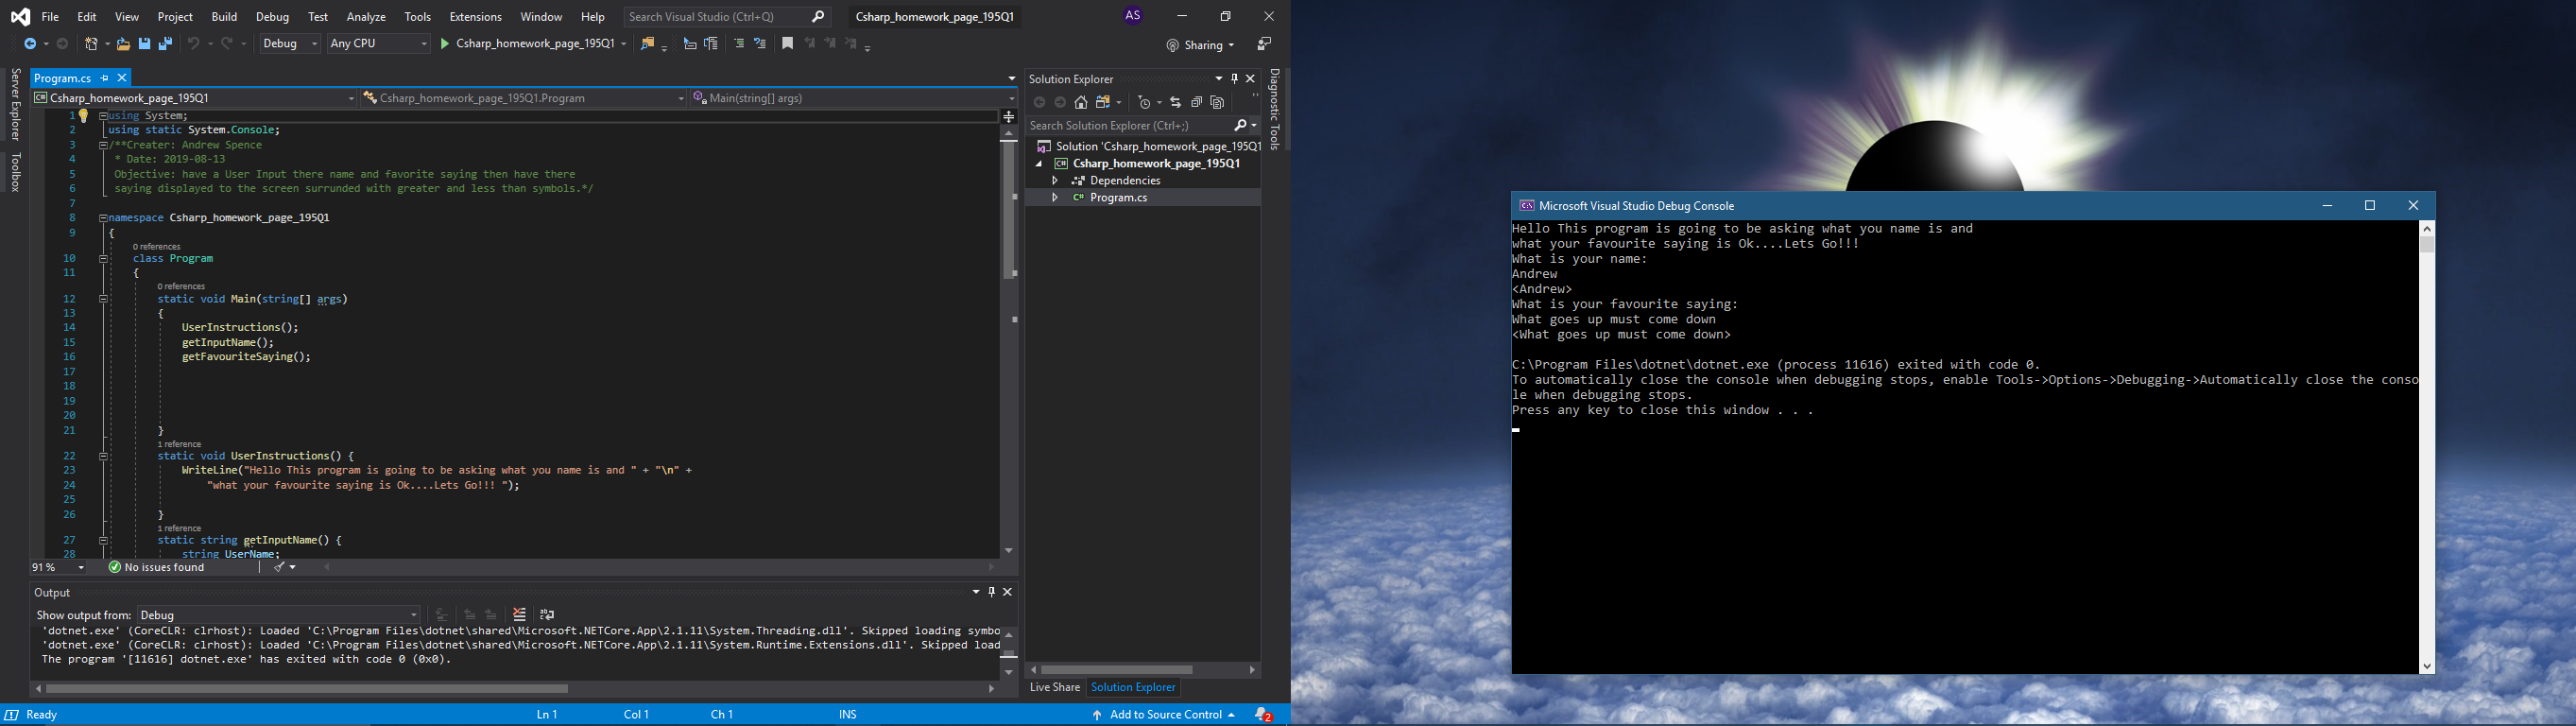 File Edit View Project Build Debug Test Analyze Tools Extensions Window Help Search Visual Studio (Ctrl+Q) Csharp_homework_page_195Q1 AS
Debug Any CPU Csharp_homework_page_195Q1 Sharing
Server Explorer
Toolbox
Program.cs
Csharp_homework_page_195Q1 Csharp_homework_page_195Q1.Program Main(string[] args)
1 using System;
2 using static System.Console;
3 /**Creater: Andrew Spence
4 * Date: 2019-08-13
5 Objective: have a User Input there name and favorite saying then have there
6 saying displayed to the screen surrunded with greater and less than symbols.*/
7
8 namespace Csharp_homework_page_195Q1
9 {
0 references
10 class Program
11 {
0 references
12 static void Main(string[] args)
13 {
14 UserInstructions();
15 getInputName();
16 getFavouriteSaying();
17
18
19
20
21 }
1 reference
22 static void UserInstructions() {
23 WriteLine("Hello This program is going to be asking what you name is and " + "\n" +
24 "what your favourite saying is Ok....Lets Go!!! ");
25
26 }
1 reference
27 static string getInputName() {
28 string UserName;
91 % No issues found
Output
Show output from: Debug
'dotnet.exe' (CoreCLR: clrhost): Loaded 'C:\Program Files\dotnet\shared\Microsoft.NETCore.App\2.1.11\System.Threading.dll'. Skipped loading symbo
'dotnet.exe' (CoreCLR: clrhost): Loaded 'C:\Program Files\dotnet\shared\Microsoft.NETCore.App\2.1.11\System.Runtime.Extensions.dll'. Skipped load
The program '[11616] dotnet.exe' has exited with code 0 (0x0).
Solution Explorer
Search Solution Explorer (Ctrl+;)
Solution 'Csharp_homework_page_195Q1
C# Csharp_homework_page_195Q1
Dependencies
C# Program.cs
Live Share Solution Explorer
Diagnostic Tools
Ready Ln 1 Col 1 Ch 1 INS Add to Source Control 2
Microsoft Visual Studio Debug Console
Hello This program is going to be asking what you name is and
what your favourite saying is Ok....Lets Go!!!
What is your name:
Andrew
<Andrew>
What is your favourite saying:
What goes up must come down
<What goes up must come down>
C:\Program Files\dotnet\dotnet.exe (process 11616) exited with code 0.
To automatically close the console when debugging stops, enable Tools->Options->Debugging->Automatically close the conso
le when debugging stops.
Press any key to close this window . . .